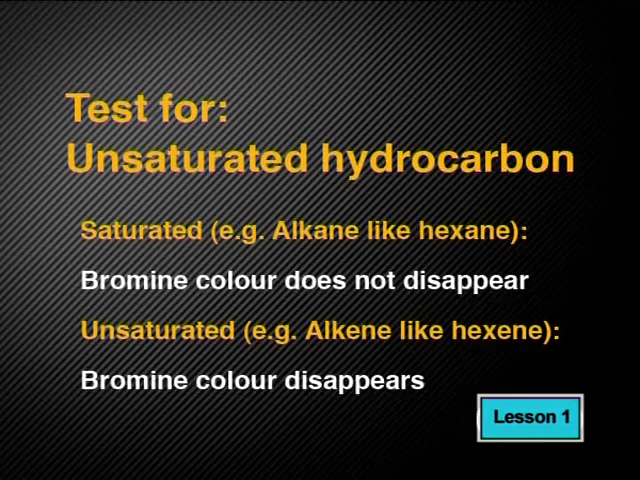 Test for:
Unsaturated hydrocarbon
Saturated (e.g. Alkane like hexane):
Bromine colour does not disappear
Unsaturated (e.g. Alkene like hexene):
Bromine colour disappears
Lesson 1